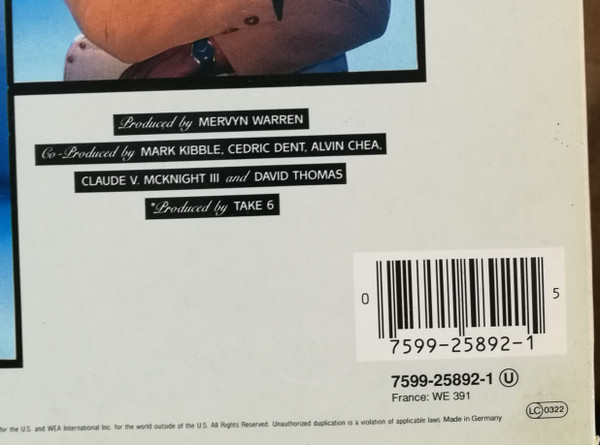 Produced by MERVYN WARREN
Co-Produced by MARK KIBBLE, CEDRIC DENT, ALVIN CHEA,
CLAUDE V. MCKNIGHT III and DAVID THOMAS
*Produced by TAKE 6
0 7599-25892-1 5
7599-25892-1 U
France: WE 391
LC 0322
for the U.S. and WEA International Inc. for the world outside of the U.S. All Rights Reserved. Unauthorized duplication is a violation of applicable laws. Made in Germany